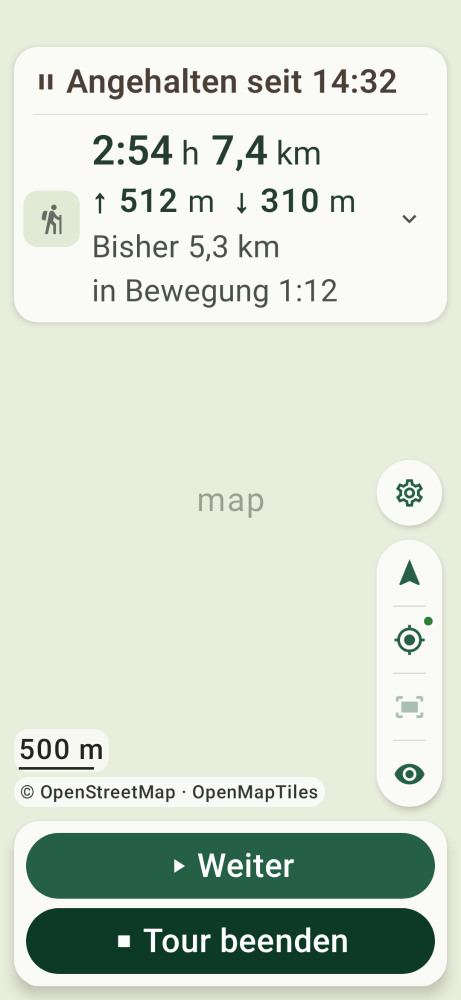 Angehalten seit 14:32
2:54 h 7,4 km
↑ 512 m ↓ 310 m
Bisher 5,3 km
in Bewegung 1:12
map
500 m
© OpenStreetMap · OpenMapTiles
Weiter
Tour beenden